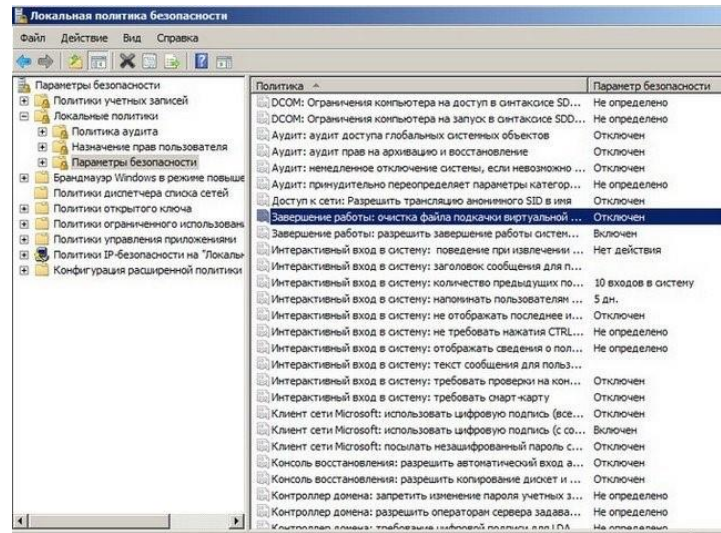 Локальная политика безопасности
Файл Действие Вид Справка
Параметры безопасности
Политики учетных записей
Локальные политики
Политика аудита
Назначение прав пользователя
Параметры безопасности
Брандмауэр Windows в режиме повыше
Политики диспетчера списка сетей
Политики открытого ключа
Политики ограниченного использован
Политики управления приложениями
Политики IP-безопасности на "Локальн
Конфигурация расширенной политики
Политика Параметр безопасности
DCOM: Ограничения компьютера на доступ в синтаксисе SD... Не определено
DCOM: Ограничения компьютера на запуск в синтаксисе SDD... Не определено
Аудит: аудит доступа глобальных системных объектов Отключен
Аудит: аудит прав на архивацию и восстановление Отключен
Аудит: немедленное отключение системы, если невозможно ... Отключен
Аудит: принудительно переопределяет параметры категор... Не определено
Доступ к сети: Разрешить трансляцию анонимного SID в имя Отключен
Завершение работы: очистка файла подкачки виртуальной ... Отключен
Завершение работы: разрешить завершение работы систем... Включен
Интерактивный вход в систему: поведение при извлечении ... Нет действия
Интерактивный вход в систему: заголовок сообщения для п...
Интерактивный вход в систему: количество предыдущих по... 10 входов в систему
Интерактивный вход в систему: напоминать пользователям ... 5 дн.
Интерактивный вход в систему: не отображать последнее и... Отключен
Интерактивный вход в систему: не требовать нажатия CTRL... Не определено
Интерактивный вход в систему: отображать сведения о пол... Не определено
Интерактивный вход в систему: текст сообщения для польз...
Интерактивный вход в систему: требовать проверки на кон... Отключен
Интерактивный вход в систему: требовать смарт-карту Отключен
Клиент сети Microsoft: использовать цифровую подпись (все... Отключен
Клиент сети Microsoft: использовать цифровую подпись (с со... Включен
Клиент сети Microsoft: посылать незашифрованный пароль с... Отключен
Консоль восстановления: разрешить автоматический вход а... Отключен
Консоль восстановления: разрешить копирование дискет и ... Отключен
Контроллер домена: запретить изменение пароля учетных з... Не определено
Контроллер домена: разрешить операторам сервера задава... Не определено
Контроллер домена: требование цифровой подписи для LDA... Не определено